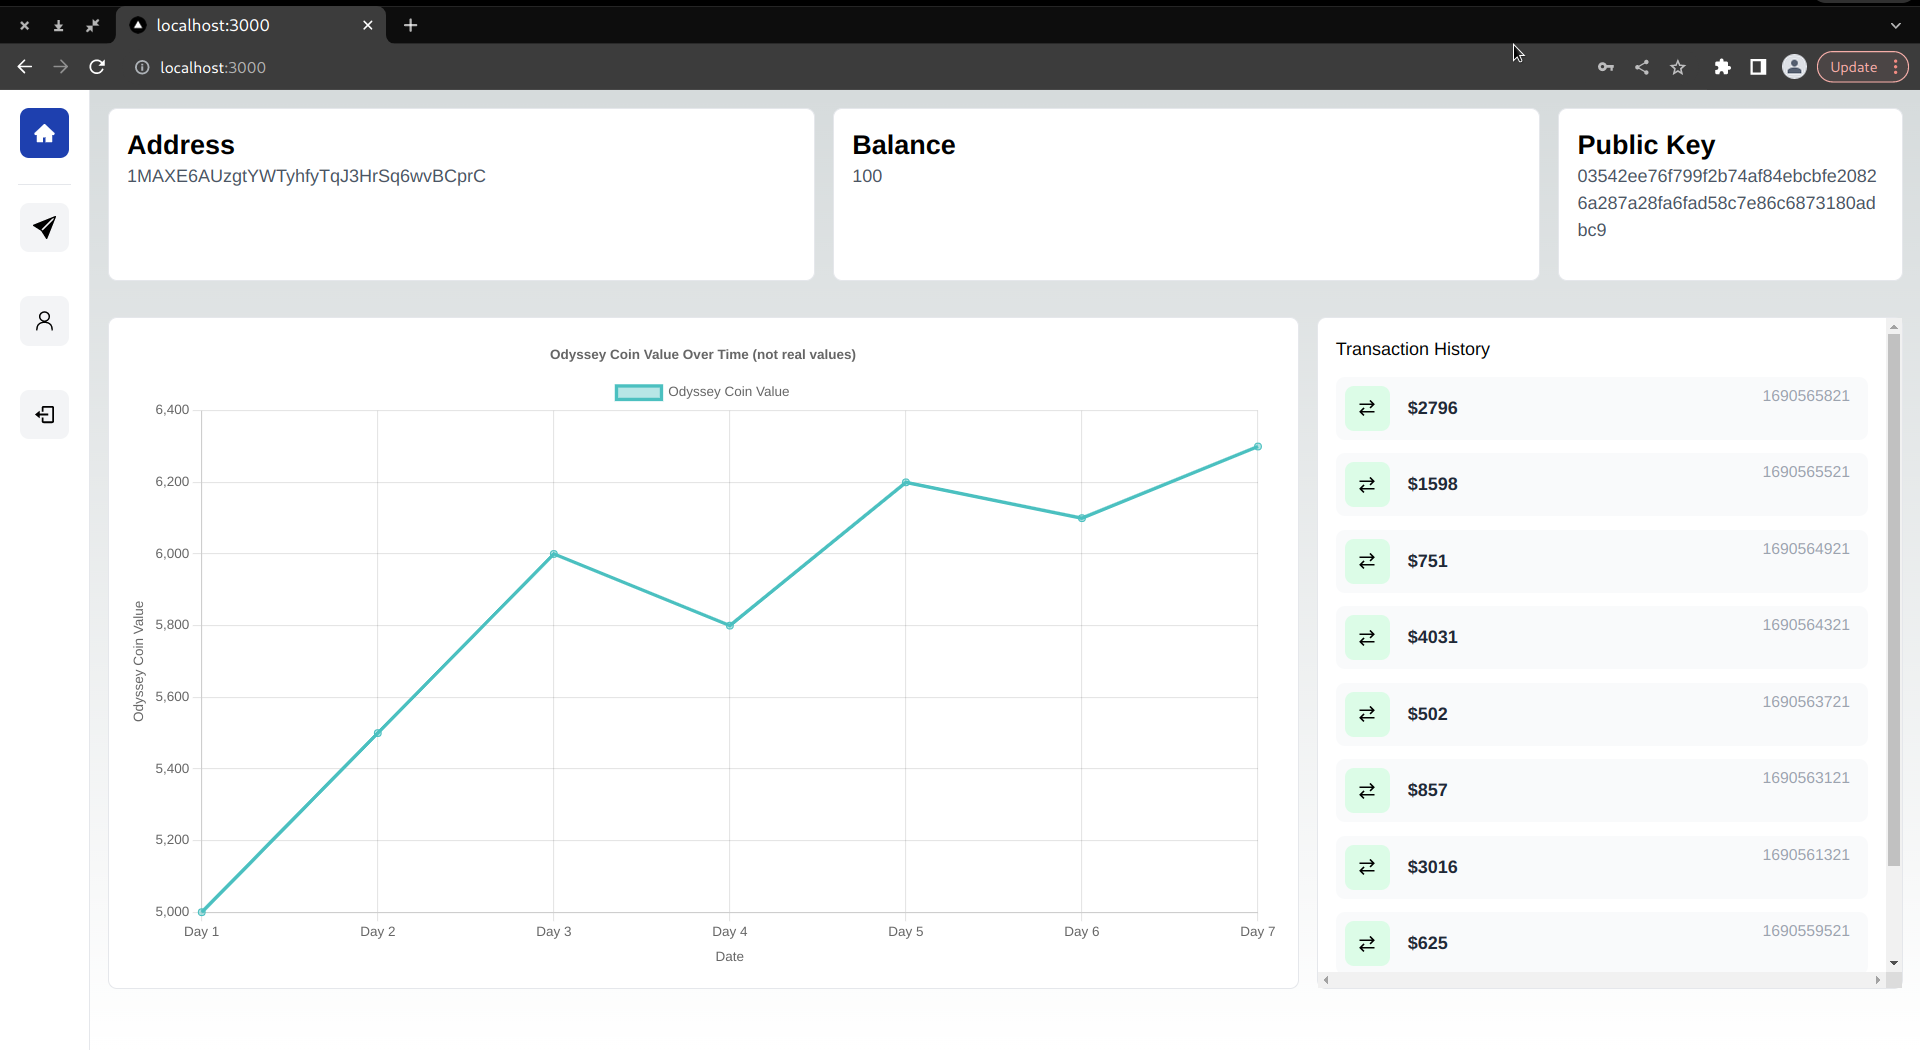 localhost:3000
localhost:3000
Update
Address
1MAXE6AUzgtYWTyhfyTqJ3HrSq6wvBCprC
Balance
100
Public Key
03542ee76f799f2b74af84ebcbfe2082
6a287a28fa6fad58c7e86c6873180ad
bc9
Odyssey Coin Value Over Time (not real values)
Odyssey Coin Value
6,400
6,200
6,000
5,800
5,600
5,400
5,200
5,000
Odyssey Coin Value
Day 1
Day 2
Day 3
Day 4
Day 5
Day 6
Day 7
Date
Transaction History
$2796
1690565821
$1598
1690565521
$751
1690564921
$4031
1690564321
$502
1690563721
$857
1690563121
$3016
1690561321
$625
1690559521